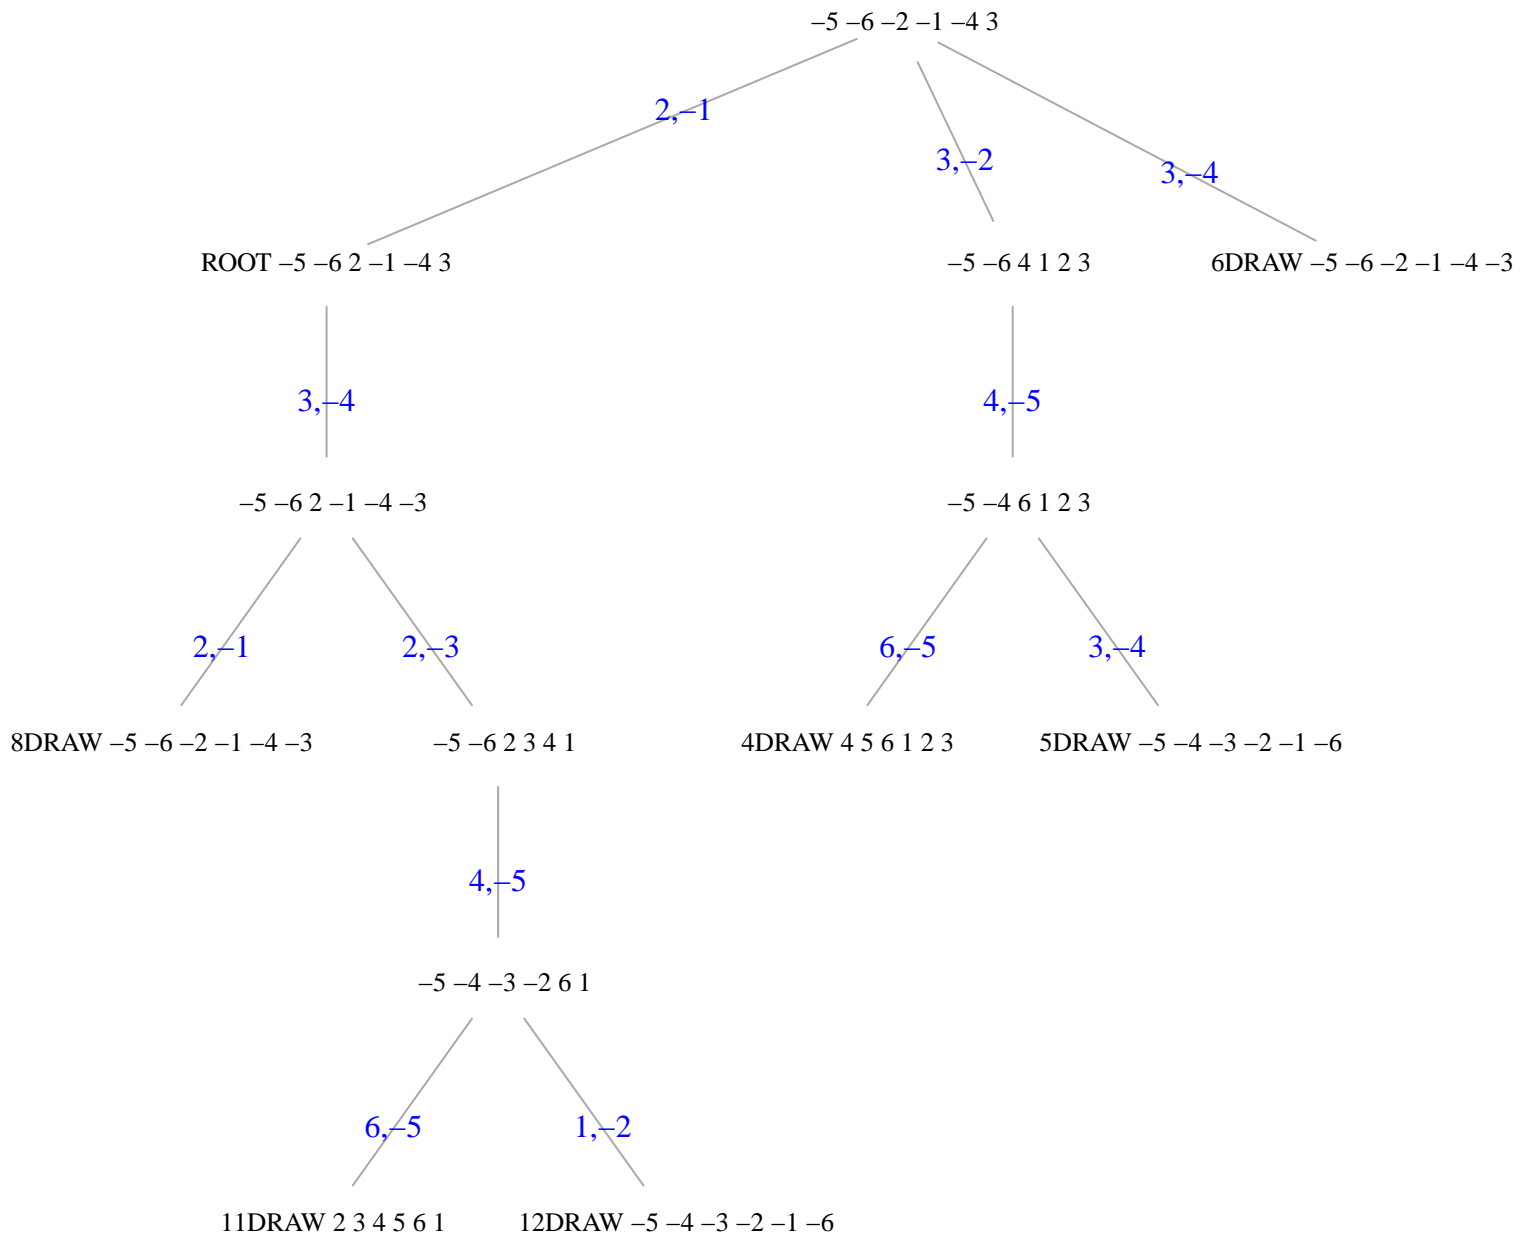 –5 –6 –2 –1 –4 3
2,–1
3,–2
3,–4
ROOT –5 –6 2 –1 –4 3
–5 –6 4 1 2 3
6DRAW –5 –6 –2 –1 –4 –3
3,–4
4,–5
–5 –6 2 –1 –4 –3
–5 –4 6 1 2 3
2,–1
2,–3
6,–5
3,–4
8DRAW –5 –6 –2 –1 –4 –3
–5 –6 2 3 4 1
4DRAW 4 5 6 1 2 3
5DRAW –5 –4 –3 –2 –1 –6
4,–5
–5 –4 –3 –2 6 1
6,–5
1,–2
11DRAW 2 3 4 5 6 1
12DRAW –5 –4 –3 –2 –1 –6